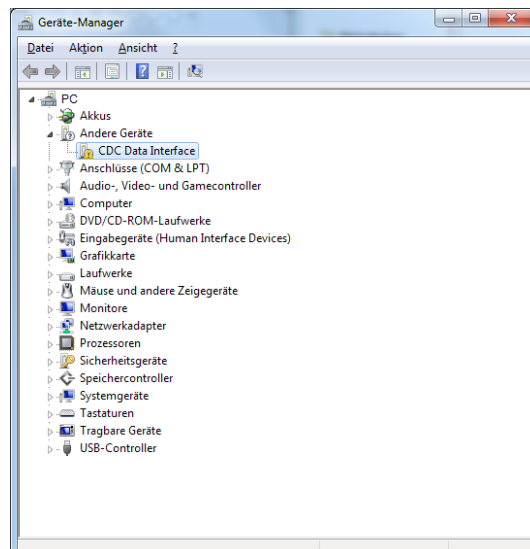 Geräte-Manager
Datei Aktion Ansicht ?
PC
Akkus
Andere Geräte
CDC Data Interface
Anschlüsse (COM & LPT)
Audio-, Video- und Gamecontroller
Computer
DVD/CD-ROM-Laufwerke
Eingabegeräte (Human Interface Devices)
Grafikkarte
Laufwerke
Mäuse und andere Zeigegeräte
Monitore
Netzwerkadapter
Prozessoren
Sicherheitsgeräte
Speichercontroller
Systemgeräte
Tastaturen
Tragbare Geräte
USB-Controller